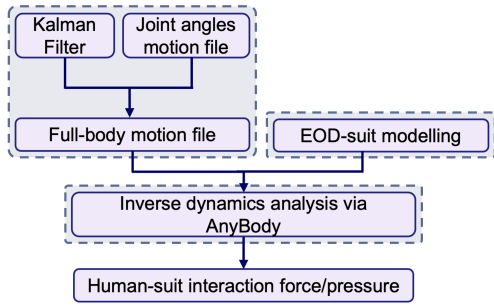 Kalman
Filter
Joint angles
motion file
Full-body motion file
EOD-suit modelling
Inverse dynamics analysis via
AnyBody
Human-suit interaction force/pressure